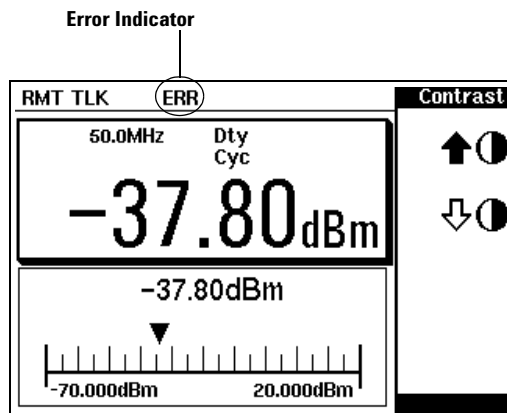 Error Indicator
RMT TLK ERR
Contrast
50.0MHz Dty
Cyc
-37.80dBm
-37.80dBm
-70.000dBm 20.000dBm